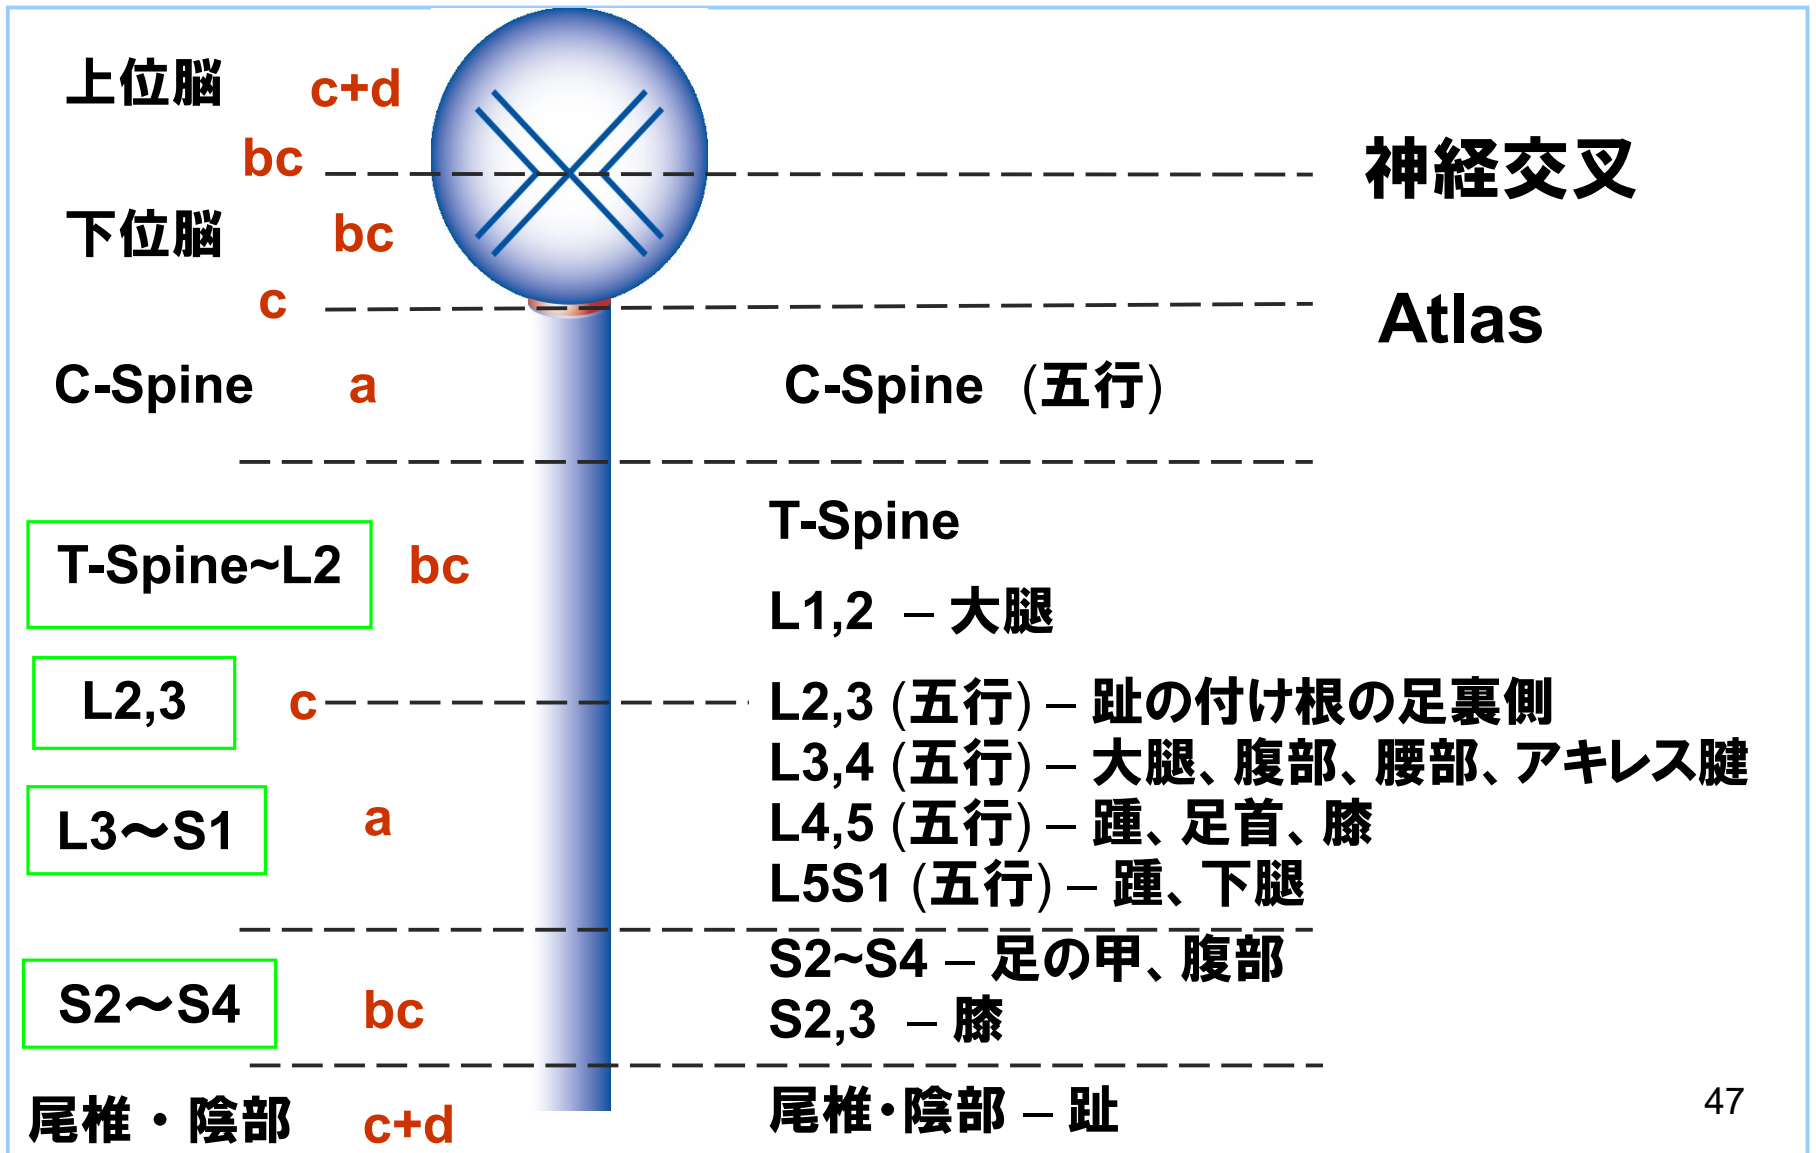 上位脳 c+d
bc 神経交叉
下位脳 bc
c Atlas
C-Spine a C-Spine (五行)
T-Spine
T-Spine~L2 bc
L1,2 – 大腿
L2,3 c L2,3 (五行) – 趾の付け根の足裏側
L3,4 (五行) – 大腿、腹部、腰部、アキレス腱
L3～S1 a L4,5 (五行) – 踵、足首、膝
L5S1 (五行) – 踵、下腿
S2~S4 – 足の甲、腹部
S2～S4 bc S2,3 – 膝
尾椎・陰部 c+d 尾椎・陰部 – 趾
47